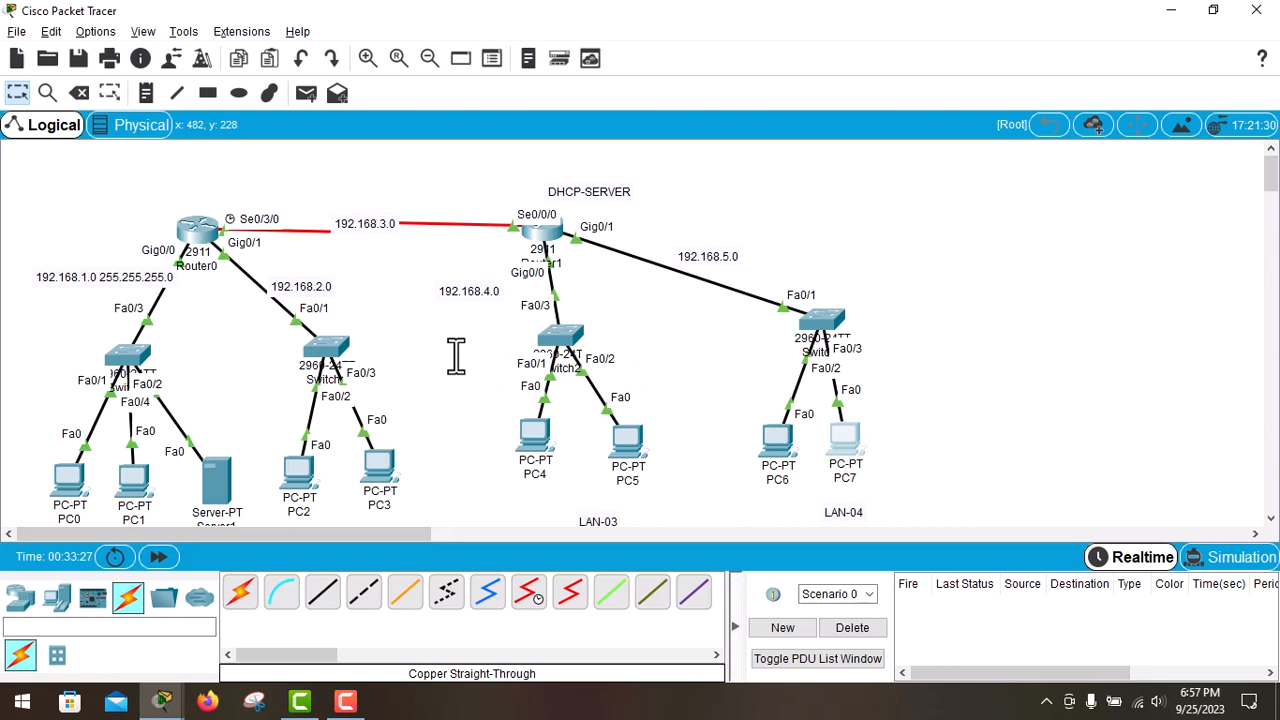 Cisco Packet Tracer
File Edit Options View Tools Extensions Help
?
Logical Physical x: 482, y: 228 [Root] 17:21:30
DHCP-SERVER
Se0/3/0 192.168.3.0 Se0/0/0
Gig0/1
Gig0/0 2911 Gig0/1 2911
Router0 192.168.5.0
192.168.1.0 255.255.255.0 Gig0/0
192.168.2.0 192.168.4.0
Fa0/3 Fa0/1 Fa0/3 Fa0/1
Fa0/1 Fa0/2 Fa0/3 Fa0/1 Fa0/2 Fa0/3
Fa0/4 Fa0/2 Fa0 Fa0 Fa0/2 Fa0
Fa0 Fa0 Fa0 Fa0 Fa0 Fa0
PC-PT PC-PT PC-PT PC-PT
PC4 PC5 PC6 PC7
PC-PT PC-PT Server-PT PC-PT PC-PT
PC0 PC1 PC2 PC3
LAN-03 LAN-04
Time: 00:33:27 Realtime Simulation
Scenario 0
New Delete
Toggle PDU List Window
Fire Last Status Source Destination Type Color Time(sec) Perio
Copper Straight-Through
6:57 PM
9/25/2023